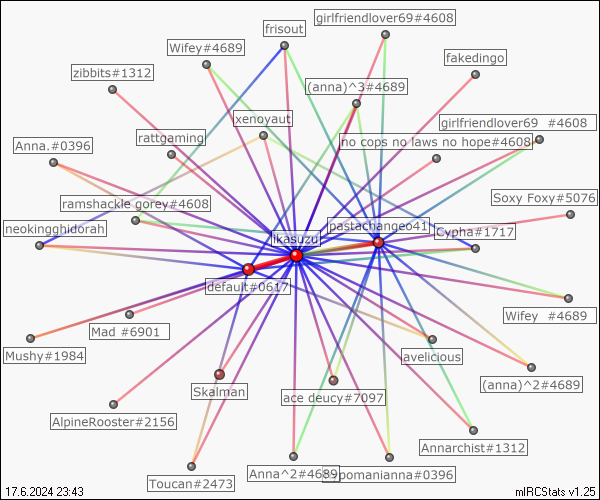 girlfriendlover69#4608
frisout
Wifey#4689
fakedingo
zibbits#1312
(anna)^3#4689
xenoyaut
girlfriendlover69 #4608
rattgaming
no cops no laws no hope#4608
Anna.#0396
Soxy Foxy#5076
ramshackle gorey#4608
neokingghidorah
pastachangeo41
Cypha#1717
ikasuzu
default#0617
Wifey #4689
Mad #6901
Mushy#1984
avelicious
(anna)^2#4689
Skalman
ace deucy#7097
AlpineRooster#2156
Annarchist#1312
Anna^2#4689
pomanianna#0396
Toucan#2473
17.6.2024 23:43
mIRCStats v1.25